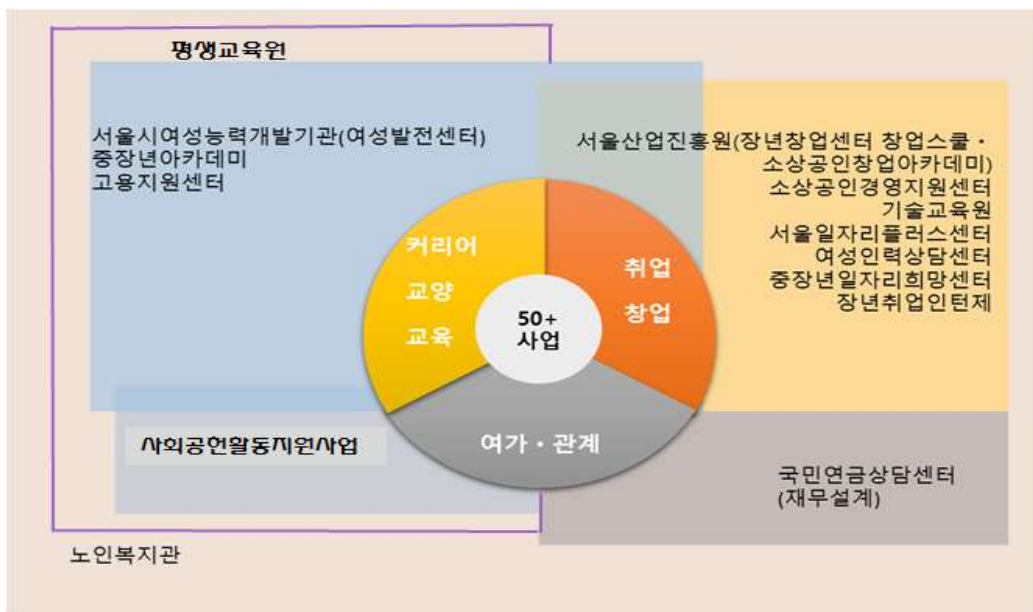 평생교육원
서울시여성능력개발기관(여성발전센터)
중장년아카데미
고용지원센터
서울산업진흥원(장년창업센터 창업스쿨・
소상공인창업아카데미)
소상공인경영지원센터
기술교육원
서울일자리플러스센터
여성인력상담센터
중장년일자리희망센터
장년취업인턴제
커리어
교양
교육
취업
창업
50+
사업
여가・관계
사회공헌활동지원사업
국민연금상담센터
(재무설계)
노인복지관